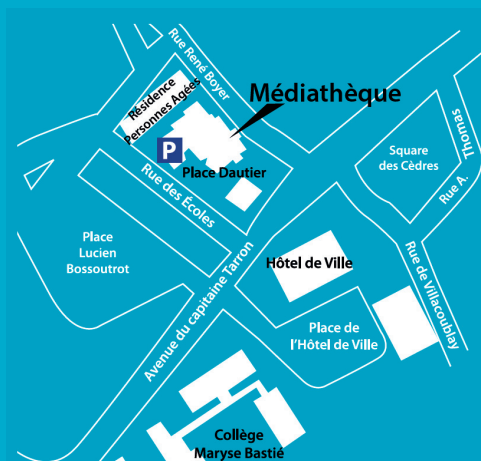 Rue René Boyer
Médiathèque
Résidence
Personnes Agées
P
Place Dautier
Rue des Écoles
Square
des Cèdres
Rue A.
Thomas
Place
Lucien
Bossoutrot
Avenue du capitaine Tarron
Hôtel de Ville
Rue de Villacoublay
Place de
l'Hôtel de Ville
Collège
Maryse Bastié